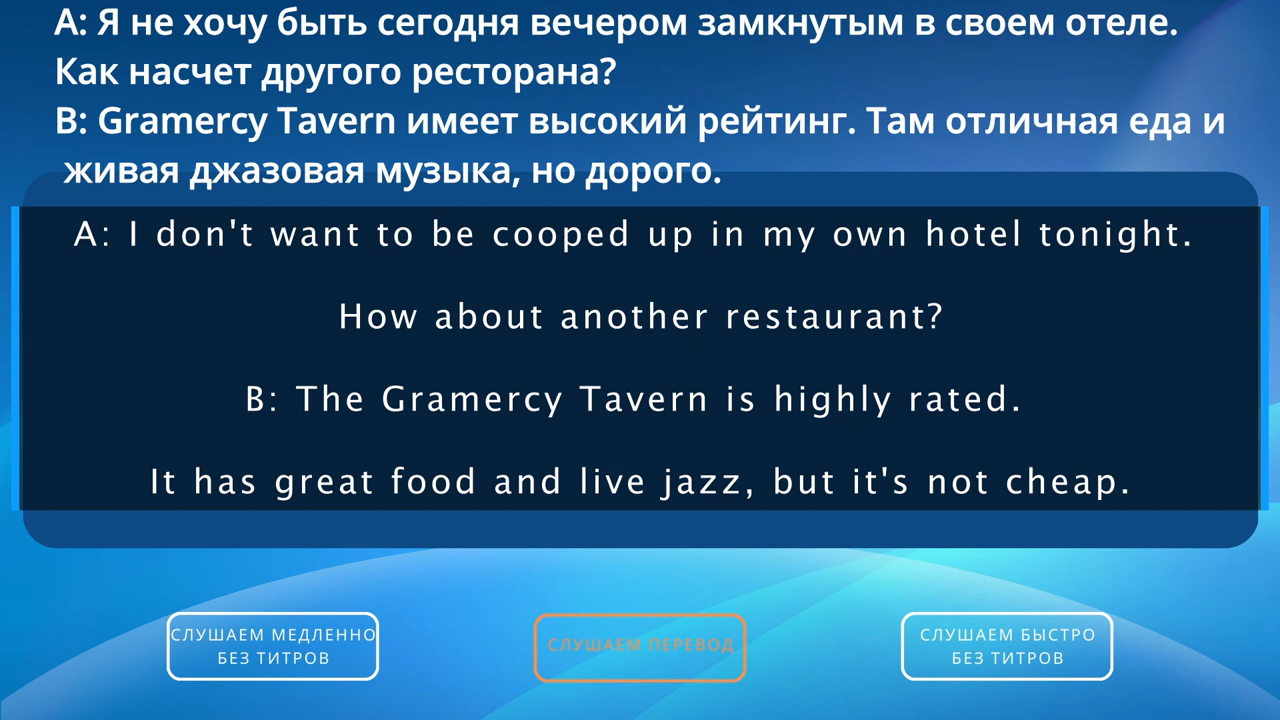 А: Я не хочу быть сегодня вечером замкнутым в своем отеле.
Как насчет другого ресторана?
В: Gramercy Tavern имеет высокий рейтинг. Там отличная еда и
живая джазовая музыка, но дорого.
A: I don't want to be cooped up in my own hotel tonight.
How about another restaurant?
B: The Gramercy Tavern is highly rated.
It has great food and live jazz, but it's not cheap.
СЛУШАЕМ МЕДЛЕННО
БЕЗ ТИТРОВ
СЛУШАЕМ ПЕРЕВОД
СЛУШАЕМ БЫСТРО
БЕЗ ТИТРОВ